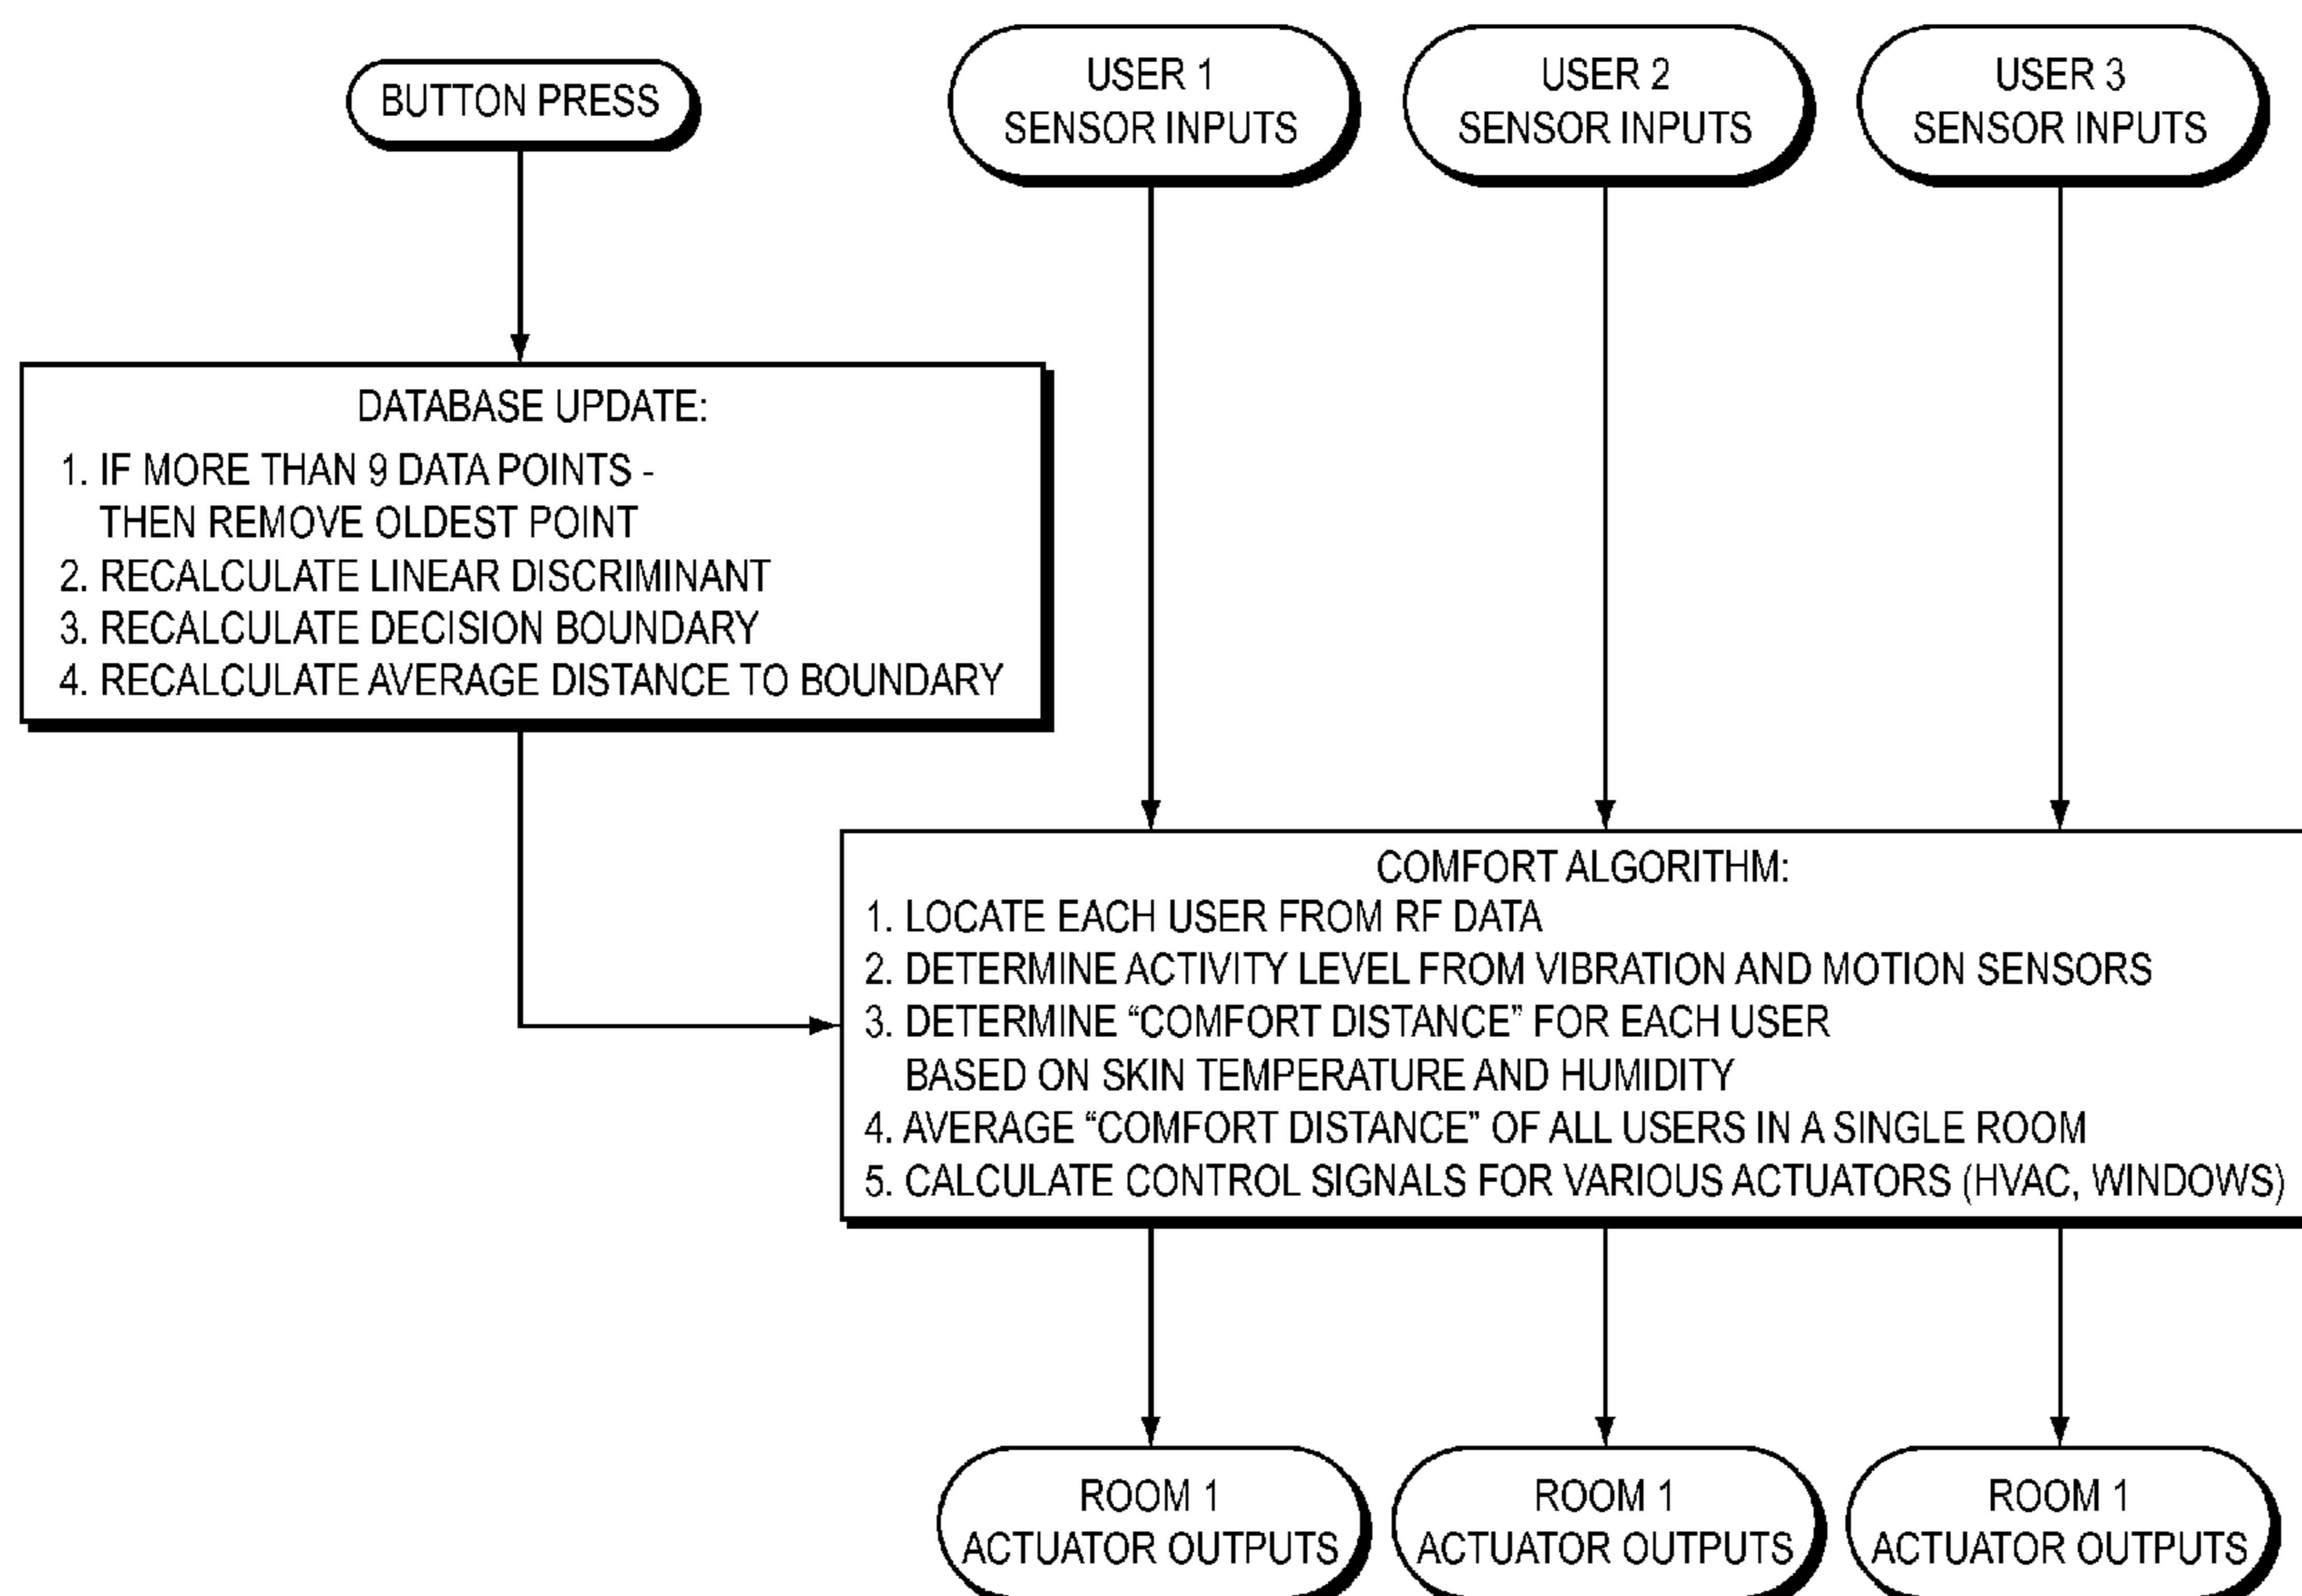 BUTTON PRESS
USER 1
SENSOR INPUTS
USER 2
SENSOR INPUTS
USER 3
SENSOR INPUTS
DATABASE UPDATE:
1. IF MORE THAN 9 DATA POINTS -
THEN REMOVE OLDEST POINT
2. RECALCULATE LINEAR DISCRIMINANT
3. RECALCULATE DECISION BOUNDARY
4. RECALCULATE AVERAGE DISTANCE TO BOUNDARY
COMFORT ALGORITHM:
1. LOCATE EACH USER FROM RF DATA
2. DETERMINE ACTIVITY LEVEL FROM VIBRATION AND MOTION SENSORS
3. DETERMINE “COMFORT DISTANCE” FOR EACH USER
BASED ON SKIN TEMPERATURE AND HUMIDITY
4. AVERAGE “COMFORT DISTANCE” OF ALL USERS IN A SINGLE ROOM
5. CALCULATE CONTROL SIGNALS FOR VARIOUS ACTUATORS (HVAC, WINDOWS)
ROOM 1
ACTUATOR OUTPUTS
ROOM 1
ACTUATOR OUTPUTS
ROOM 1
ACTUATOR OUTPUTS